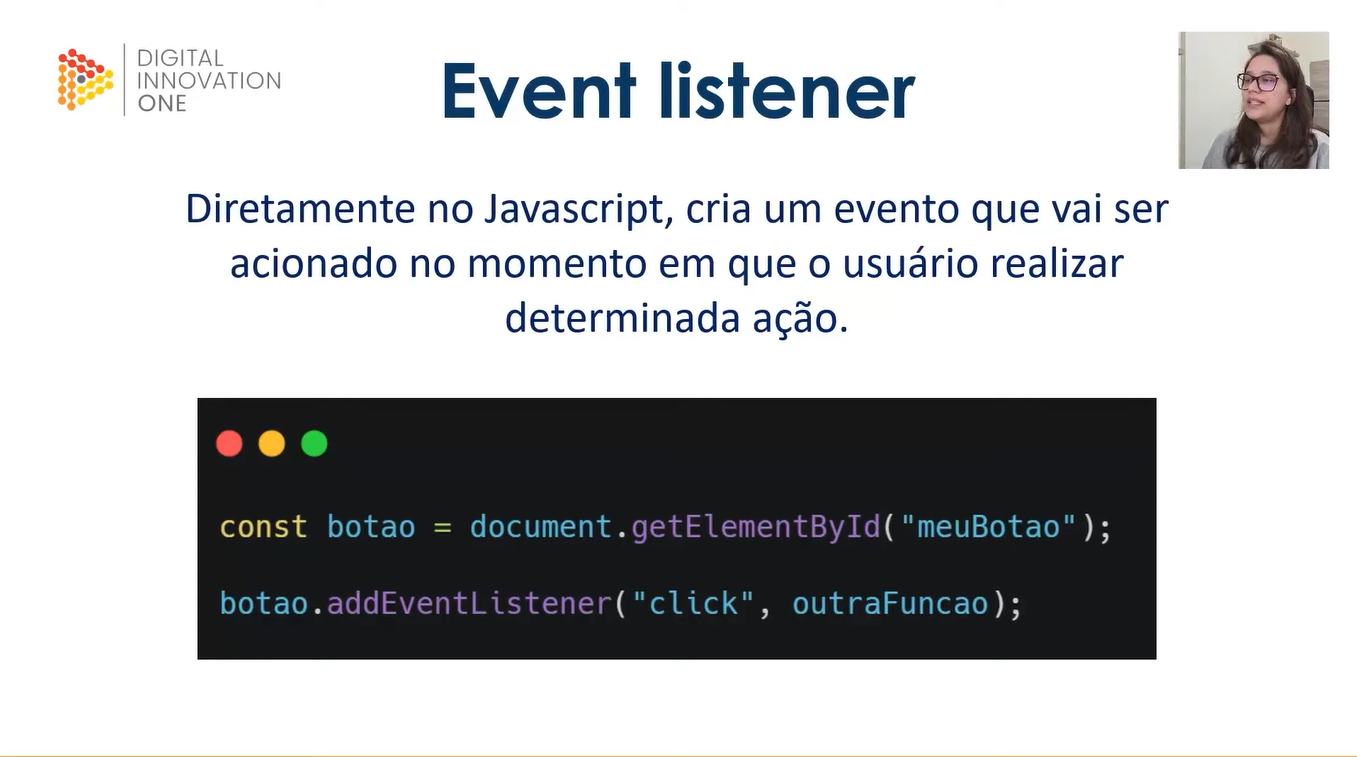 DIGITAL
INNOVATION
ONE
Event listener
Diretamente no Javascript, cria um evento que vai ser
acionado no momento em que o usuário realizar
determinada ação.
const botao = document.getElementById("meuBotao");
botao.addEventListener("click", outraFuncao);